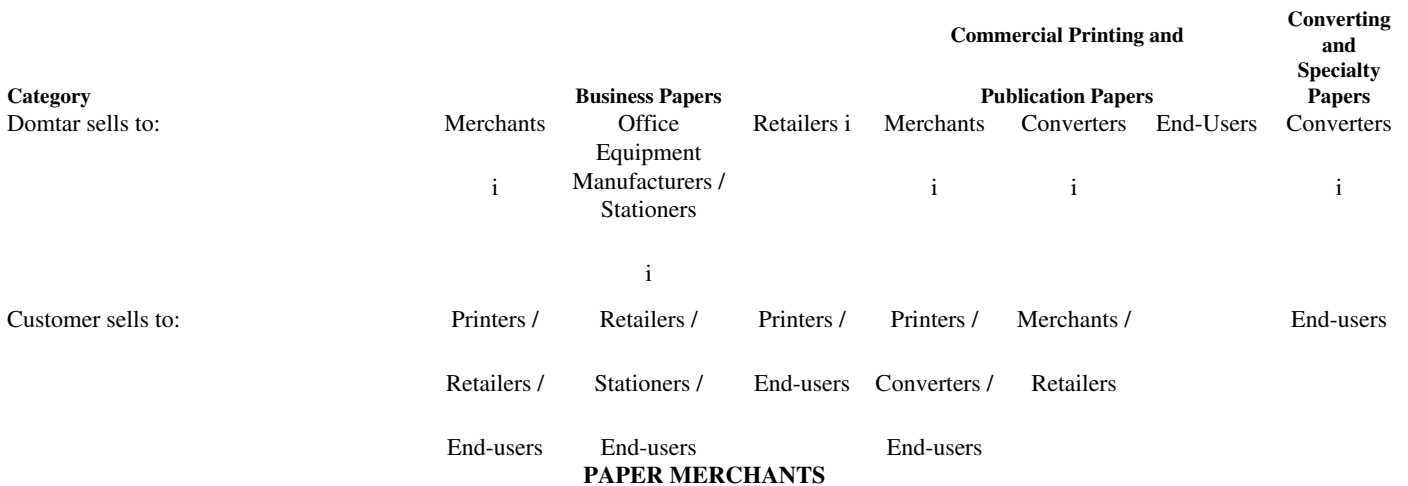 Commercial Printing and
Converting
and
Specialty
Papers
Category Business Papers Publication Papers
Domtar sells to: Merchants Office Retailers i Merchants Converters End-Users Converters
Equipment
i Manufacturers / i i i
Stationers
i
Customer sells to: Printers / Retailers / Printers / Printers / Merchants / End-users
Retailers / Stationers / End-users Converters / Retailers
End-users End-users End-users
PAPER MERCHANTS